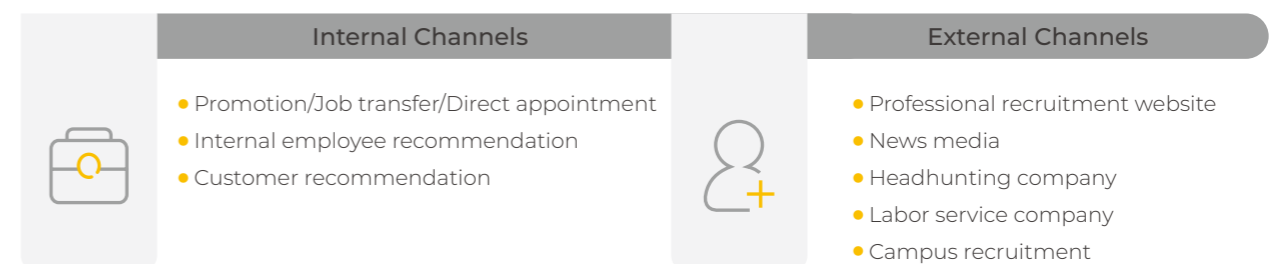 Internal Channels
Promotion/Job transfer/Direct appointment
Internal employee recommendation
Customer recommendation
External Channels
Professional recruitment website
News media
Headhunting company
Labor service company
Campus recruitment